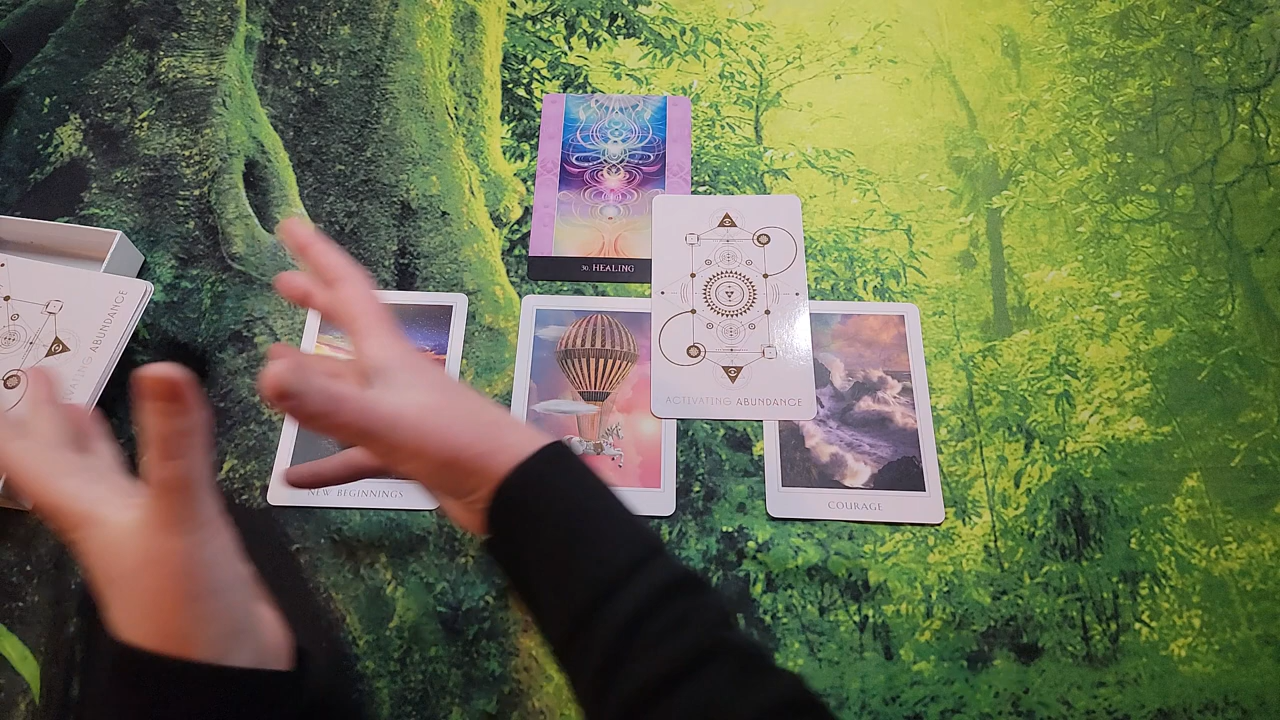 30. HEALING
ACTIVATING ABUNDANCE
ABUNDANCE
NEW BEGINNINGS
COURAGE